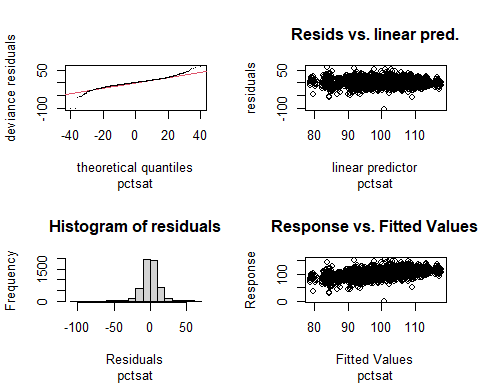 deviance residuals
-100
50
-40
-20
0
20
40
theoretical quantiles
pctsat
Resids vs. linear pred.
residuals
-100
50
80
90
100
110
linear predictor
pctsat
Histogram of residuals
Frequency
0
1500
-100
-50
0
50
Residuals
pctsat
Response vs. Fitted Values
Response
0
100
80
90
100
110
Fitted Values
pctsat